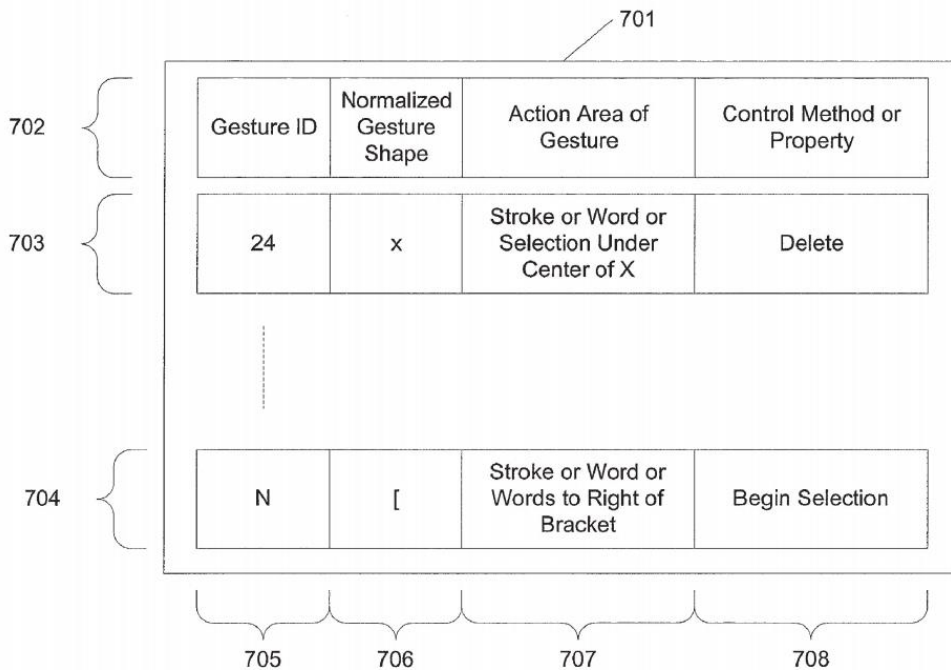 701
702
Gesture ID
Normalized
Gesture
Shape
Action Area of
Gesture
Control Method or
Property
703
24
x
Stroke or Word or
Selection Under
Center of X
Delete
704
N
[
Stroke or Word or
Words to Right of
Bracket
Begin Selection
705
706
707
708